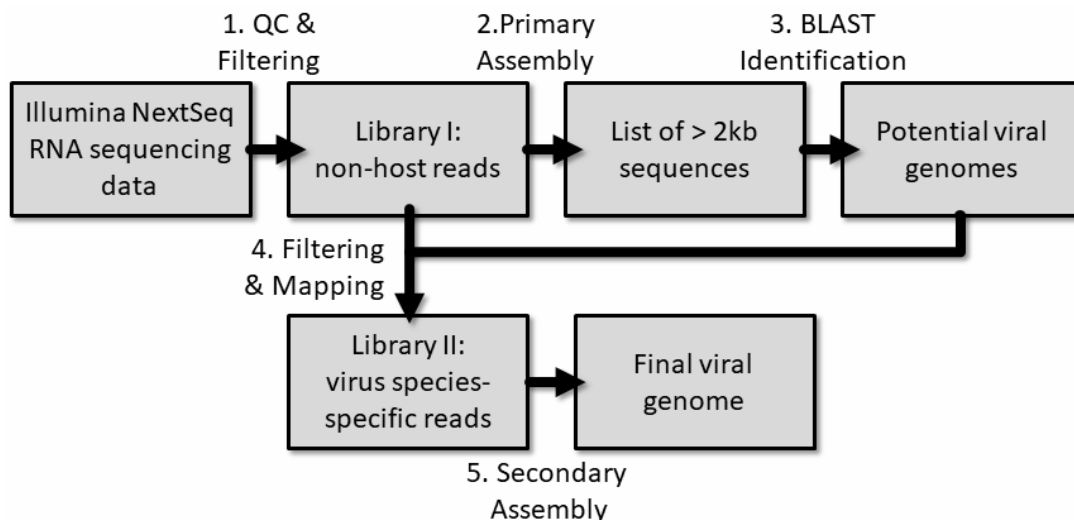 1. QC &
Filtering
2.Primary
Assembly
3. BLAST
Identification
Illumina NextSeq
RNA sequencing
data
Library I:
non-host reads
List of > 2kb
sequences
Potential viral
genomes
4. Filtering
& Mapping
Library II:
virus species-
specific reads
Final viral
genome
5. Secondary
Assembly